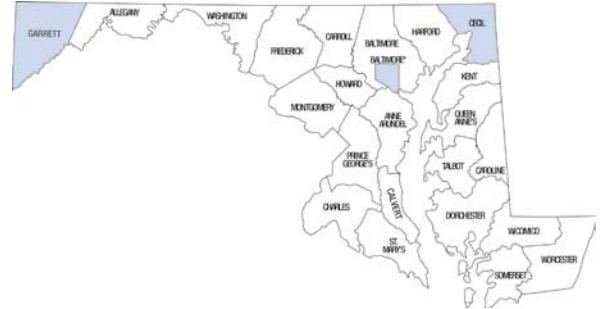 ALLEGANY
WASHINGTON
CECIL
GARRETT
FREDERICK
CARROLL
BALTIMORE
HARFORD
BALTIMORE*
HOWARD
KENT
MONTGOMERY
ANNE
ARUNDEL
QUEEN
ANNE'S
PRINCE
GEORGE'S
TALBOT
CAROLINE
CALVERT
CHARLES
DORCHESTER
ST.
MARY'S
WICOMICO
SOMERSET
WORCESTER